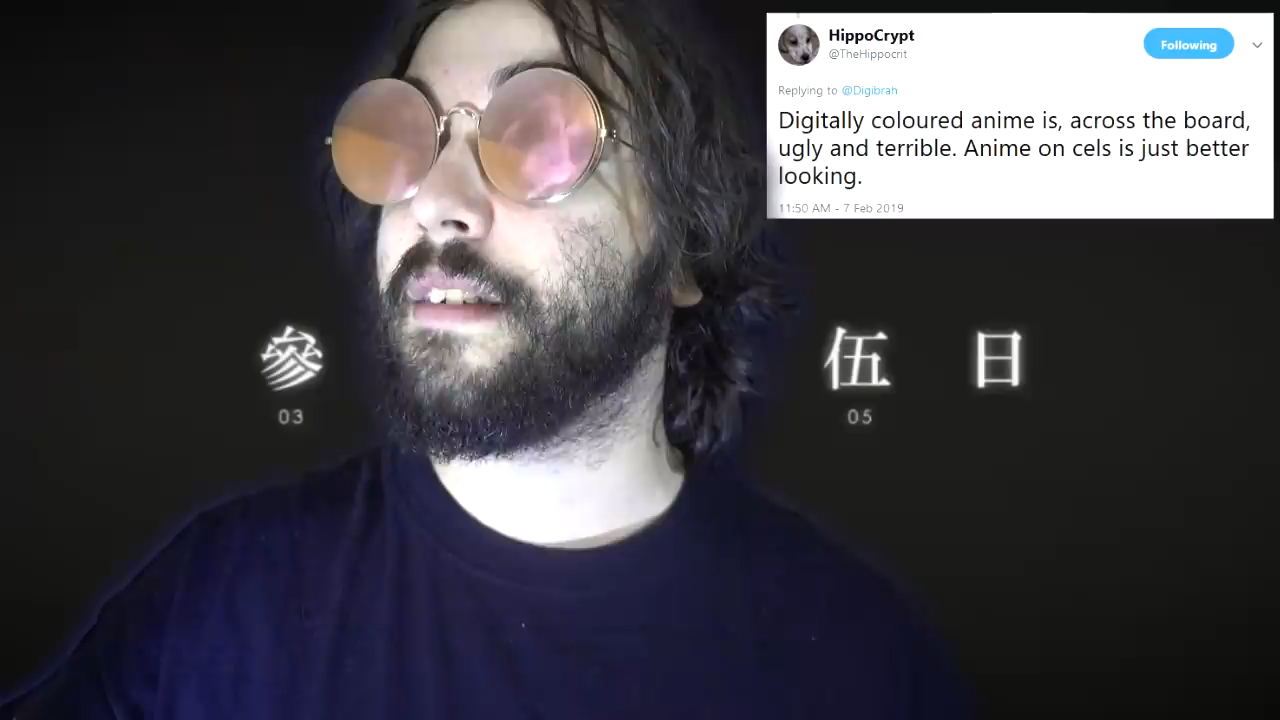 HippoCrypt
@TheHippocrit
Following
Replying to @Digibrah
Digitally coloured anime is, across the board,
ugly and terrible. Anime on cels is just better
looking.
11:50 AM - 7 Feb 2019
參 伍 日
03 05